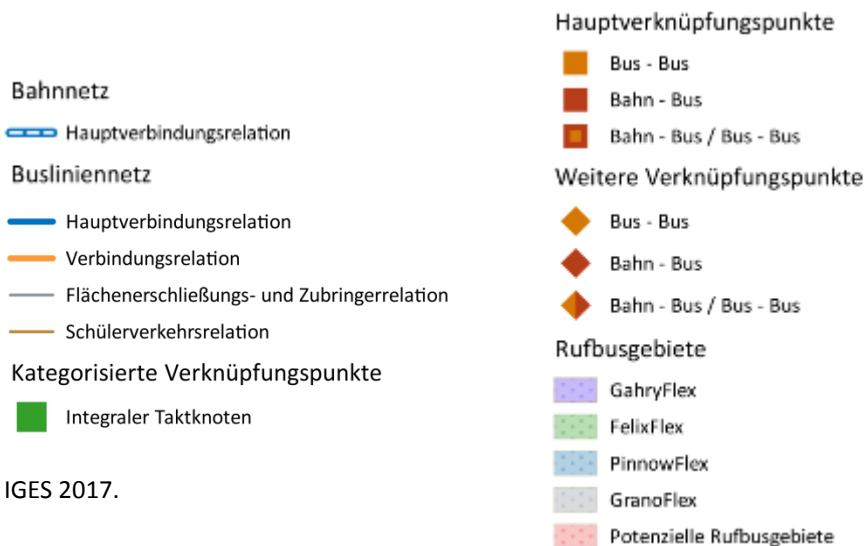 Bahnnetz
Hauptverbindungsrelation
Busliniennetz
Hauptverbindungsrelation
Verbindungsrelation
Flächenerschließungs- und Zubringerrelation
Schülerverkehrsrelation
Kategorisierte Verknüpfungspunkte
Integraler Taktknoten
IGES 2017.
Hauptverknüpfungspunkte
Bus - Bus
Bahn - Bus
Bahn - Bus / Bus - Bus
Weitere Verknüpfungspunkte
Bus - Bus
Bahn - Bus
Bahn - Bus / Bus - Bus
Rufbusgebiete
GahryFlex
FelixFlex
PinnowFlex
GranoFlex
Potenzielle Rufbusgebiete